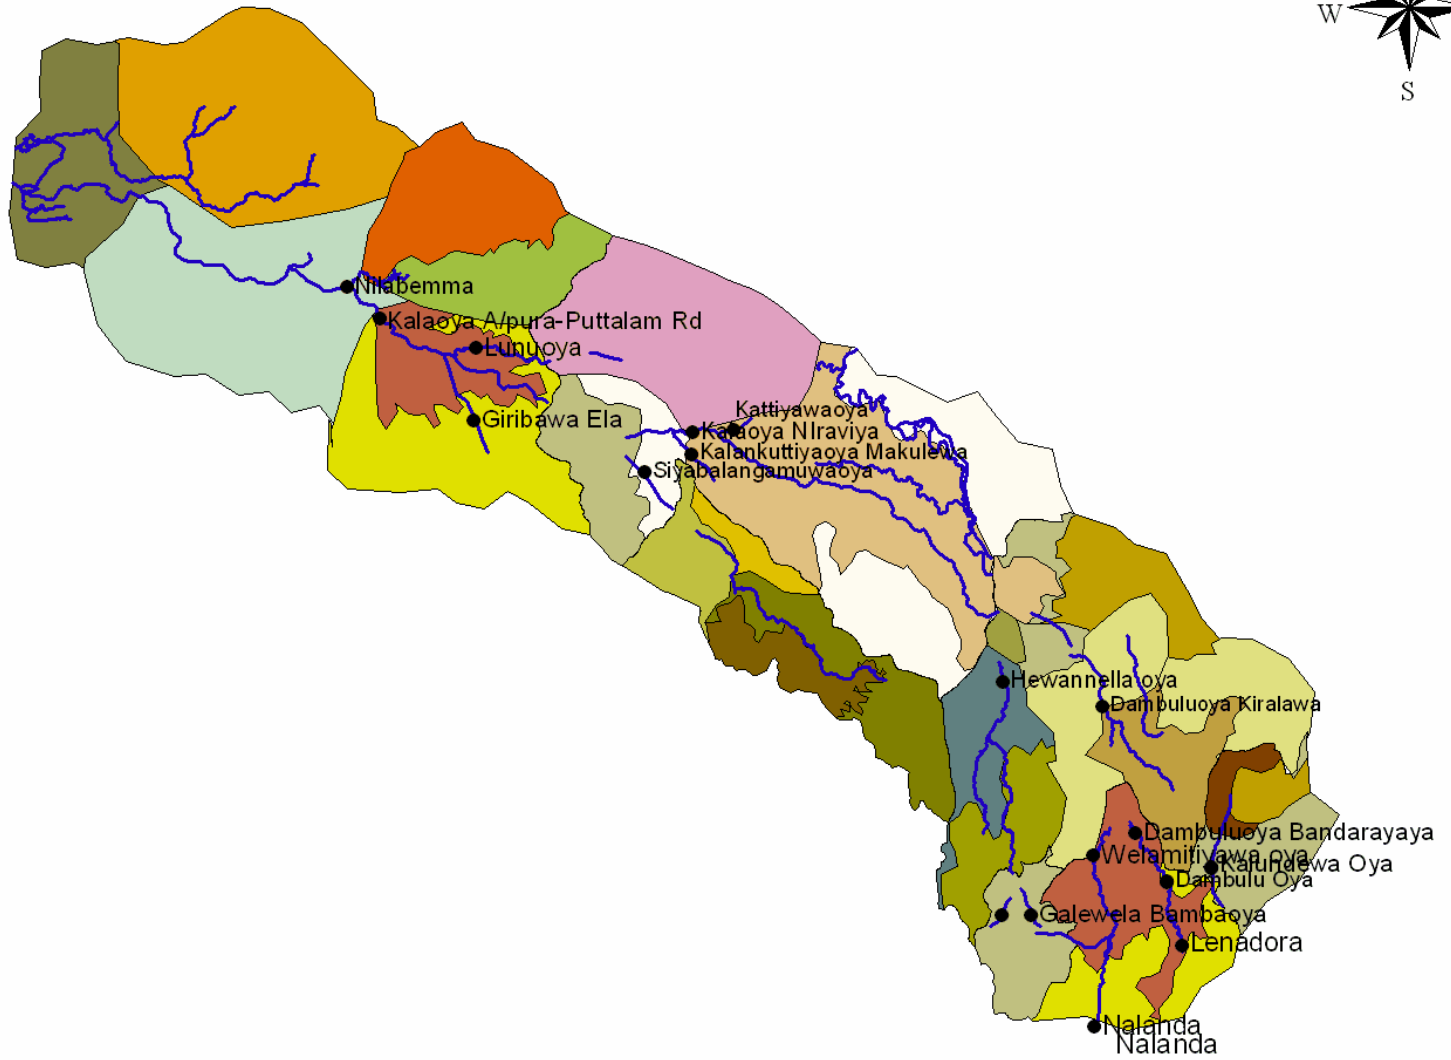 W
S
Nilabemma
Kalaoya A/pura-Puttalam Rd
Lunuoya
Kattiyawaoya
Giribawa Ela
Kalaoya NIraviya
Kalankuttiyaoya Makulewa
Siyabalangamuwaoya
Hewannella oya
Dambuluoya Kiralawa
Dambuluoya Bandarayaya
Welamitiyawa oya
Kalundewa Oya
Dambulu Oya
Galewela Bambaoya
Lenadora
Nalanda
Nalanda